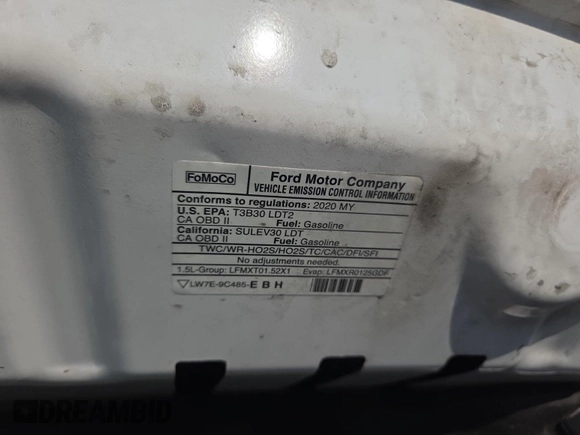 FoMoCo
Ford Motor Company
VEHICLE EMISSION CONTROL INFORMATION
Conforms to regulations: 2020 MY
U.S. EPA: T3B30 LDT2
CA OBD II Fuel: Gasoline
California: SULEV30 LDT
CA OBD II Fuel: Gasoline
TWC/WR-HO2S/HO2S/TC/CAC/DFI/SFI
No adjustments needed.
1.5L-Group: LFMXT01.52X1 Evap: LFMXR0125GDF
LW7E-9C485-EBH
DREAMBID